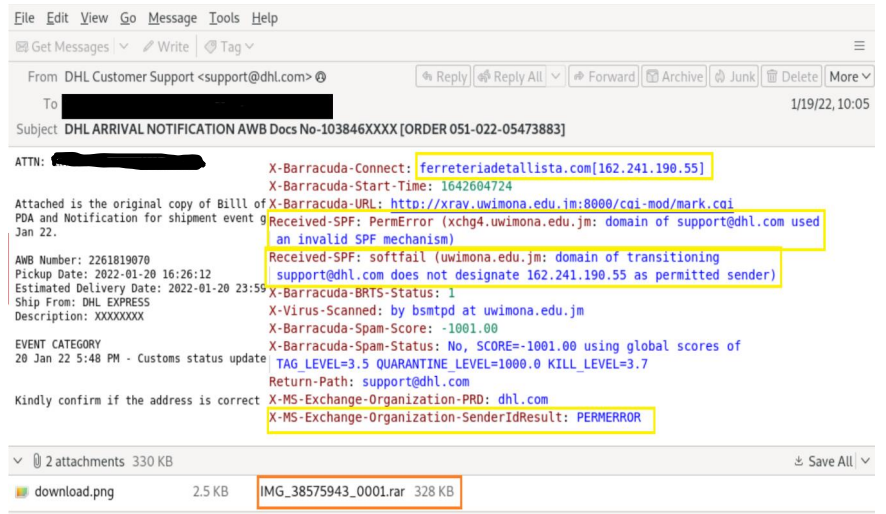 File Edit View Go Message Tools Help
Get Messages Write Tag
From DHL Customer Support <support@dhl.com> Reply Reply All Forward Archive Junk Delete More
To 1/19/22, 10:05
Subject DHL ARRIVAL NOTIFICATION AWB Docs No-103846XXXX [ORDER 051-022-05473883]
ATTN:
Attached is the original copy of Billl of
PDA and Notification for shipment event g
Jan 22.
AWB Number: 2261819070
Pickup Date: 2022-01-20 16:26:12
Estimated Delivery Date: 2022-01-20 23:59
Ship From: DHL EXPRESS
Description: XXXXXXXX
EVENT CATEGORY
20 Jan 22 5:48 PM - Customs status update
Kindly confirm if the address is correct
X-Barracuda-Connect: ferreteriadetallista.com[162.241.190.55]
X-Barracuda-Start-Time: 1642604724
X-Barracuda-URL: http://xray.uwimona.edu.jm:8000/cgi-mod/mark.cgi
Received-SPF: PermError (xchg4.uwimona.edu.jm: domain of support@dhl.com used
an invalid SPF mechanism)
Received-SPF: softfail (uwimona.edu.jm: domain of transitioning
support@dhl.com does not designate 162.241.190.55 as permitted sender)
X-Barracuda-BRTS-Status: 1
X-Virus-Scanned: by bsmtpd at uwimona.edu.jm
X-Barracuda-Spam-Score: -1001.00
X-Barracuda-Spam-Status: No, SCORE=-1001.00 using global scores of
TAG_LEVEL=3.5 QUARANTINE_LEVEL=1000.0 KILL_LEVEL=3.7
Return-Path: support@dhl.com
X-MS-Exchange-Organization-PRD: dhl.com
X-MS-Exchange-Organization-SenderIdResult: PERMERROR
2 attachments 330 KB Save All
download.png 2.5 KB IMG_38575943_0001.rar 328 KB